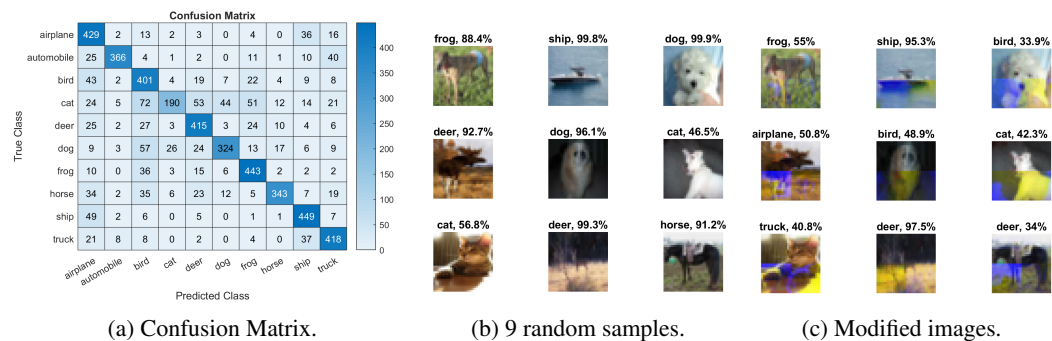 Confusion Matrix
airplane 429 2 13 2 3 0 4 0 36 16
automobile 25 366 4 1 2 0 11 1 10 40
bird 43 2 401 4 19 7 22 4 9 8
cat 24 5 72 190 53 44 51 12 14 21
deer 25 2 27 3 415 3 24 10 4 6
dog 9 3 57 26 24 324 13 17 6 9
frog 10 0 36 3 15 6 443 2 2 2
horse 34 2 35 6 23 12 5 343 7 19
ship 49 2 6 0 5 0 1 1 449 7
truck 21 8 8 0 2 0 4 0 37 418
airplane automobile bird cat deer dog frog horse ship truck
Predicted Class
True Class
400
350
300
250
200
150
100
50
0
(a) Confusion Matrix.
frog, 88.4% ship, 99.8% dog, 99.9%
deer, 92.7% dog, 96.1% cat, 46.5%
cat, 56.8% deer, 99.3% horse, 91.2%
(b) 9 random samples.
frog, 55% ship, 95.3% bird, 33.9%
airplane, 50.8% bird, 48.9% cat, 42.3%
truck, 40.8% deer, 97.5% deer, 34%
(c) Modified images.